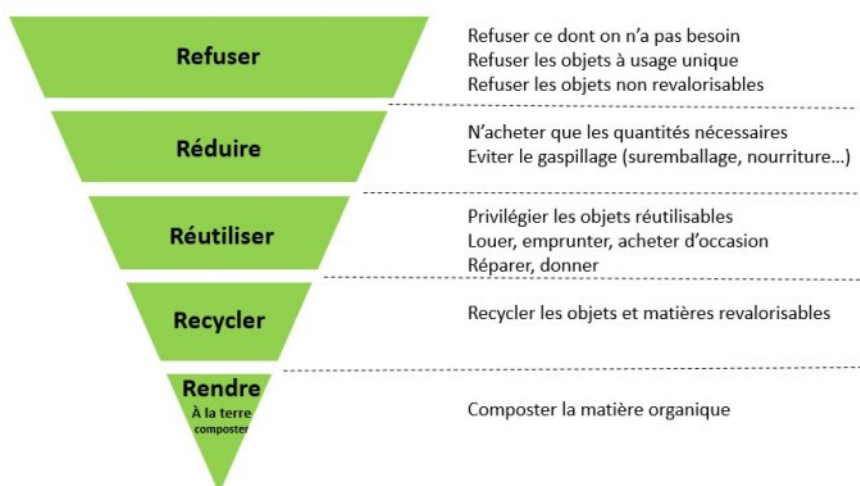 Refuser
Refuser ce dont on n'a pas besoin
Refuser les objets à usage unique
Refuser les objets non revalorisables
Réduire
N'acheter que les quantités nécessaires
Eviter le gaspillage (suremballage, nourriture...)
Réutiliser
Privilégier les objets réutilisables
Louer, emprunter, acheter d'occasion
Réparer, donner
Recycler
Recycler les objets et matières revalorisables
Rendre
À la terre
composter
Composter la matière organique